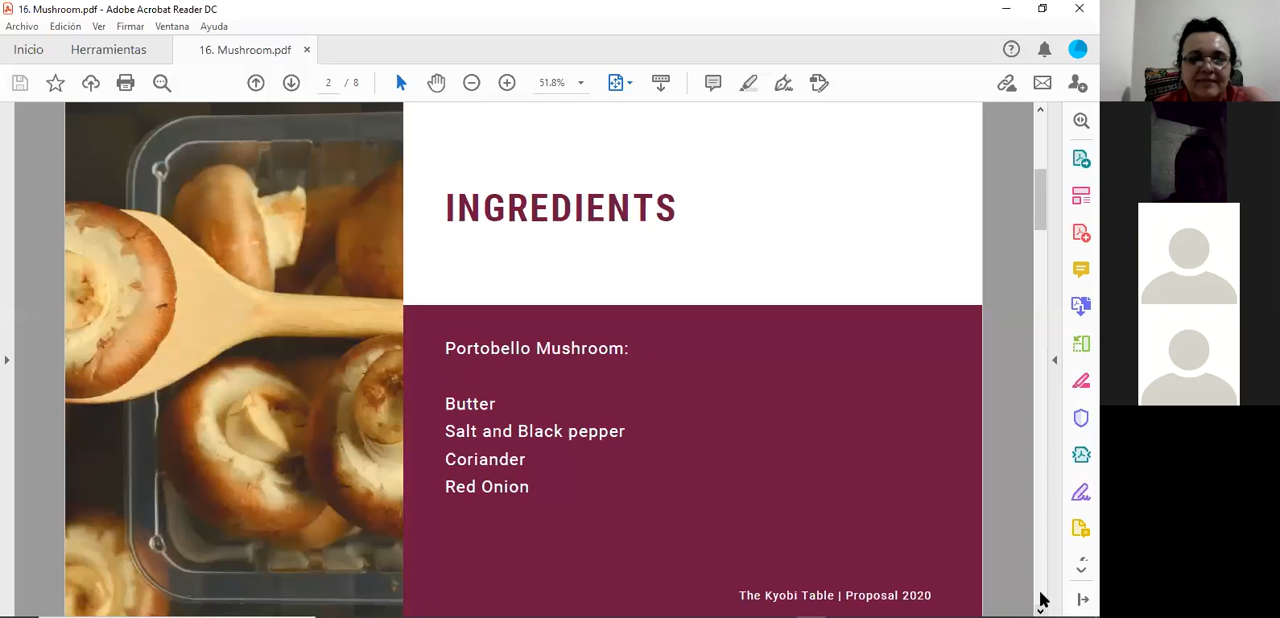 16. Mushroom.pdf - Adobe Acrobat Reader DC
Archivo Edición Ver Firmar Ventana Ayuda
Inicio Herramientas 16. Mushroom.pdf
2 / 8 51.8%
INGREDIENTS
Portobello Mushroom:
Butter
Salt and Black pepper
Coriander
Red Onion
The Kyobi Table | Proposal 2020